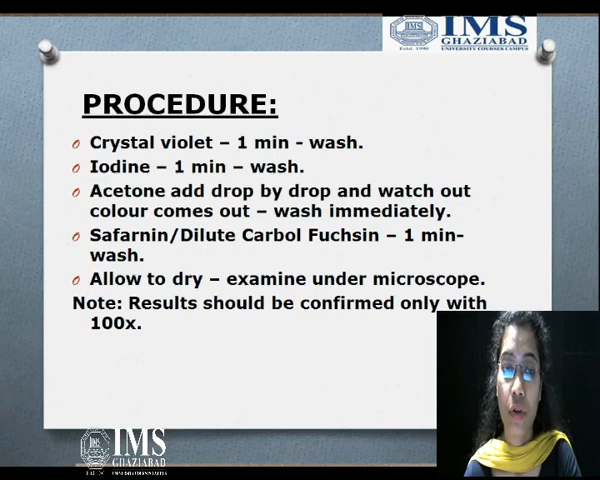 IMS
GHAZIABAD
UNIVERSITY COURSES CAMPUS
Estd. 1990
PROCEDURE:
Crystal violet – 1 min - wash.
Iodine – 1 min – wash.
Acetone add drop by drop and watch out
colour comes out – wash immediately.
Safarnin/Dilute Carbol Fuchsin – 1 min-
wash.
Allow to dry – examine under microscope.
Note: Results should be confirmed only with
100x.
IMS
GHAZIABAD